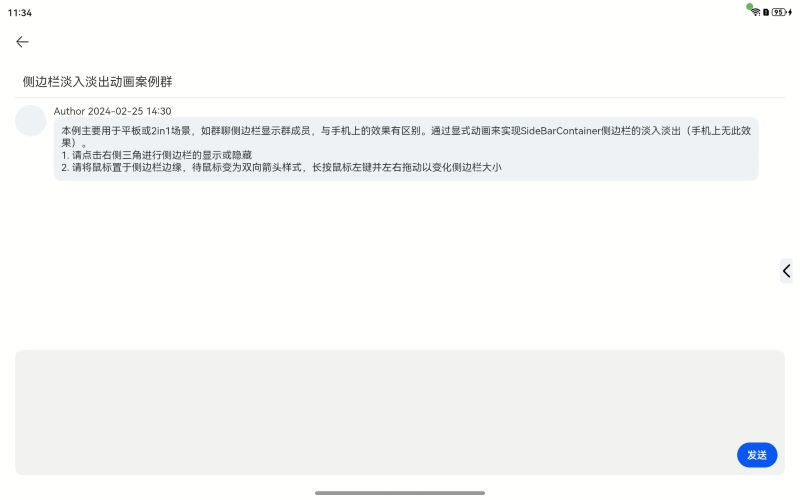 11:34
95
侧边栏淡入淡出动画案例群
Author 2024-02-25 14:30
本例主要用于平板或2in1场景，如群聊侧边栏显示群成员，与手机上的效果有区别。通过显式动画来实现SideBarContainer侧边栏的淡入淡出（手机上无此效
果）。
1. 请点击右侧三角进行侧边栏的显示或隐藏
2. 请将鼠标置于侧边栏边缘，待鼠标变为双向箭头样式，长按鼠标左键并左右拖动以变化侧边栏大小
发送